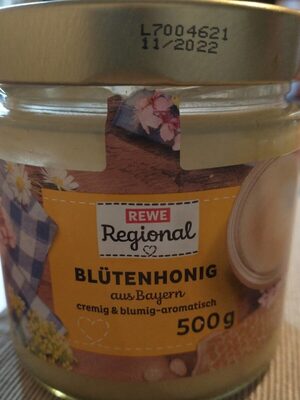 L7004621
11/2022
REWE
Regional
BLÜTENHONIG
aus Bayern
cremig & blumig-aromatisch
500g